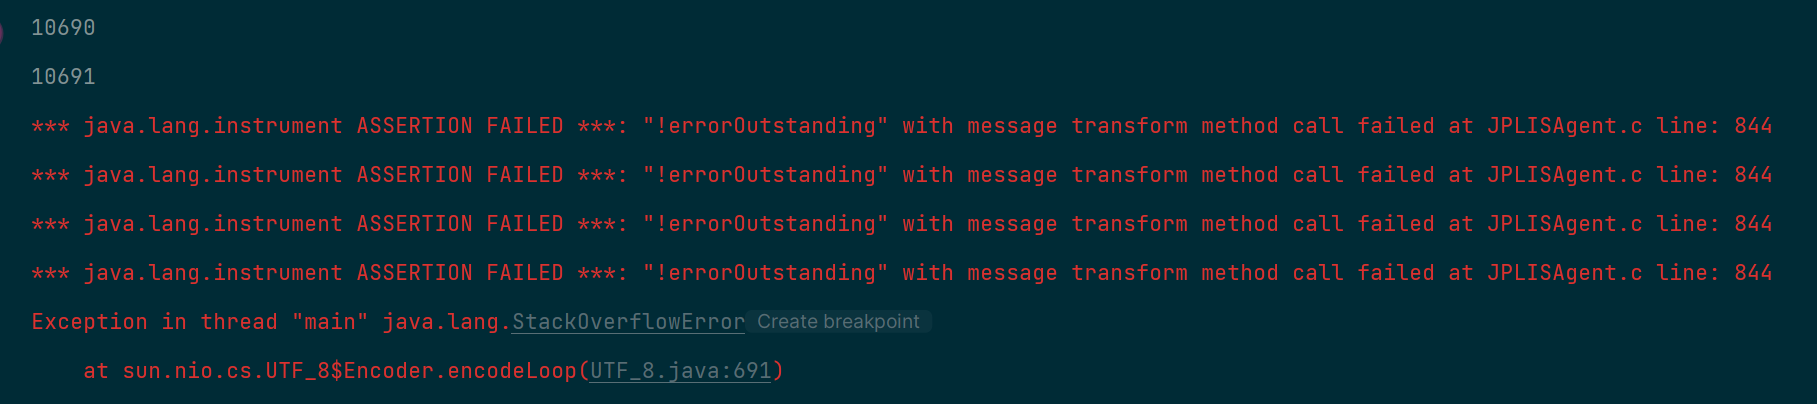 10690
10691
*** java.lang.instrument ASSERTION FAILED ***: "!errorOutstanding" with message transform method call failed at JPLISAgent.c line: 844
*** java.lang.instrument ASSERTION FAILED ***: "!errorOutstanding" with message transform method call failed at JPLISAgent.c line: 844
*** java.lang.instrument ASSERTION FAILED ***: "!errorOutstanding" with message transform method call failed at JPLISAgent.c line: 844
*** java.lang.instrument ASSERTION FAILED ***: "!errorOutstanding" with message transform method call failed at JPLISAgent.c line: 844
Exception in thread "main" java.lang.StackOverflowError Create breakpoint
    at sun.nio.cs.UTF_8$Encoder.encodeLoop(UTF_8.java:691)